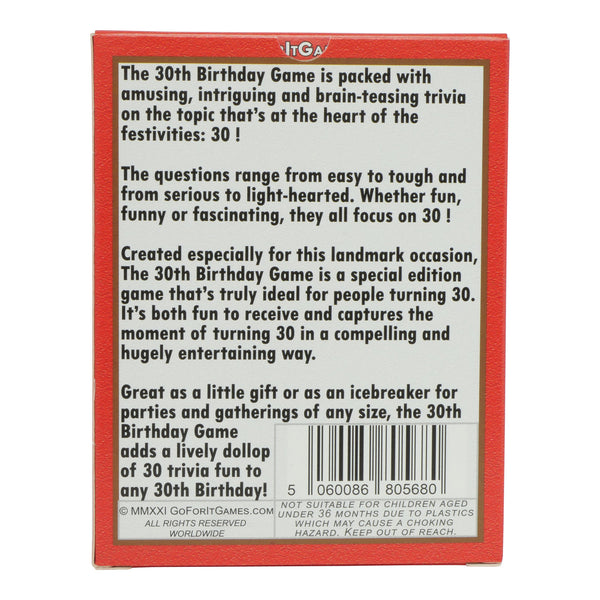 ItGa
The 30th Birthday Game is packed with
amusing, intriguing and brain-teasing trivia
on the topic that's at the heart of the
festivities: 30 !
The questions range from easy to tough and
from serious to light-hearted. Whether fun,
funny or fascinating, they all focus on 30 !
Created especially for this landmark occasion,
The 30th Birthday Game is a special edition
game that's truly ideal for people turning 30.
It's both fun to receive and captures the
moment of turning 30 in a compelling and
hugely entertaining way.
Great as a little gift or as an icebreaker for
parties and gatherings of any size, the 30th
Birthday Game
adds a lively dollop
of 30 trivia fun to
any 30th Birthday!
5 060086 805680
© MMXXI GoForItGames.com
ALL RIGHTS RESERVED
WORLDWIDE
NOT SUITABLE FOR CHILDREN AGED
UNDER 36 MONTHS DUE TO PLASTICS
WHICH MAY CAUSE A CHOKING
HAZARD. KEEP OUT OF REACH.